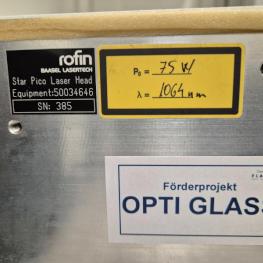 rofin
BAASEL LASERTECH
Star Pico Laser Head
Equipment:50034646
SN: 385
P₀ = 75 W
λ = 1064 nm
Förderprojekt
OPTI GLASS